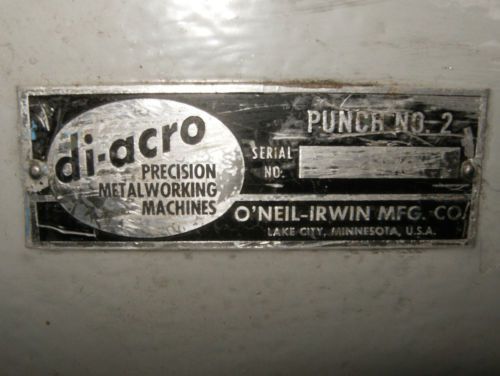 di-acro
PRECISION
METALWORKING
MACHINES
PUNCH NO. 2
SERIAL
NO.
O'NEIL-IRWIN MFG. CO.
LAKE CITY, MINNESOTA, U.S.A.